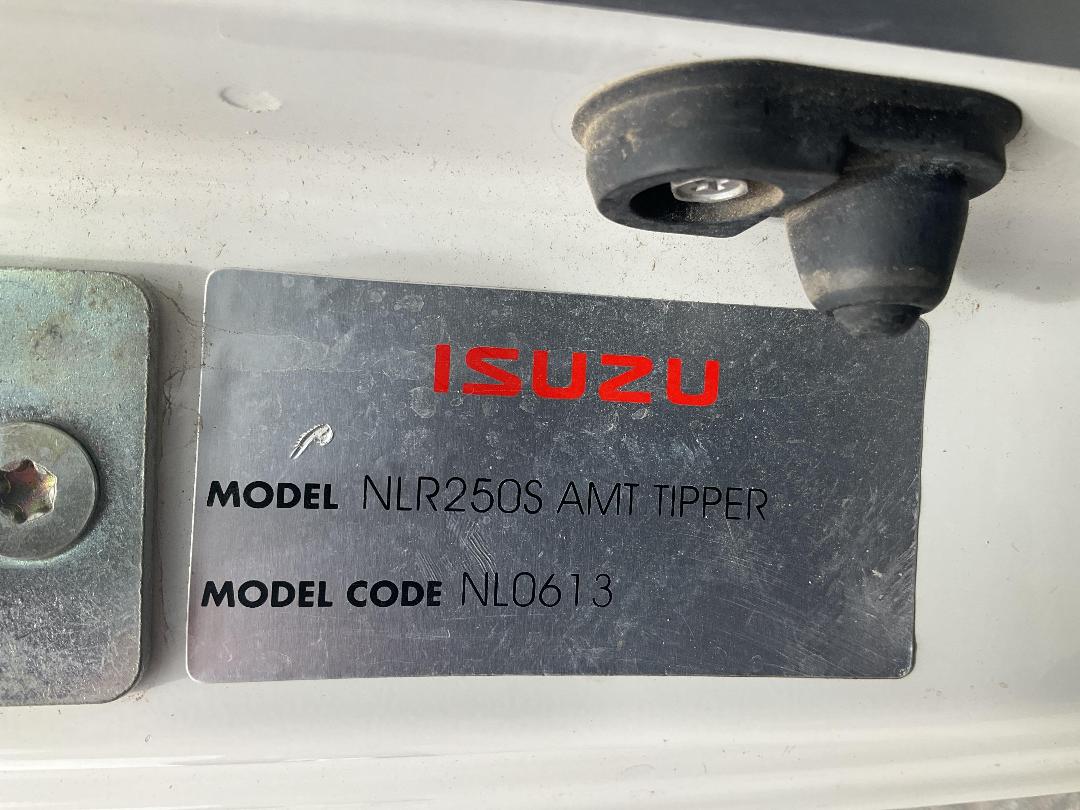 ISUZU
MODEL NLR250S AMT TIPPER
MODEL CODE NL0613